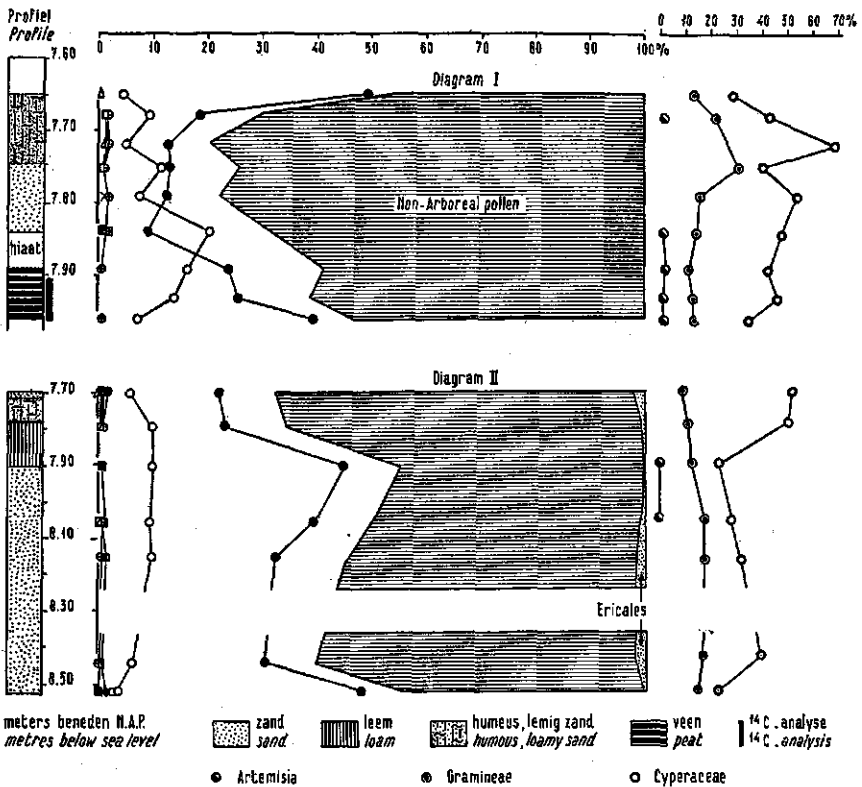 Profiel
Profile
0 10 20 30 40 50 60 70 80 90 100%
0 10 20 30 40 50 60 70%
Diagram I
7.60
7.70
7.80
7.90
hiaat
Non-Arboreal pollen
Diagram II
7.70
7.90
8.10
8.30
8.50
Ericales
meters beneden N.A.P.
metres below sea level
zand
sand
leem
loam
humeus, lemig zand
humous, loamy sand
veen
peat
14 C. analyse
14 C. analysis
Artemisia
Gramineae
Cyperaceae